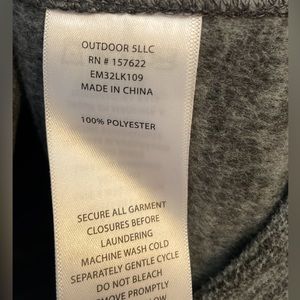 OUTDOOR 5LLC
RN # 157622
EM32LK109
MADE IN CHINA
100% POLYESTER
SECURE ALL GARMENT
CLOSURES BEFORE
LAUNDERING
MACHINE WASH COLD
SEPARATELY GENTLE CYCLE
DO NOT BLEACH
REMOVE PROMPTLY